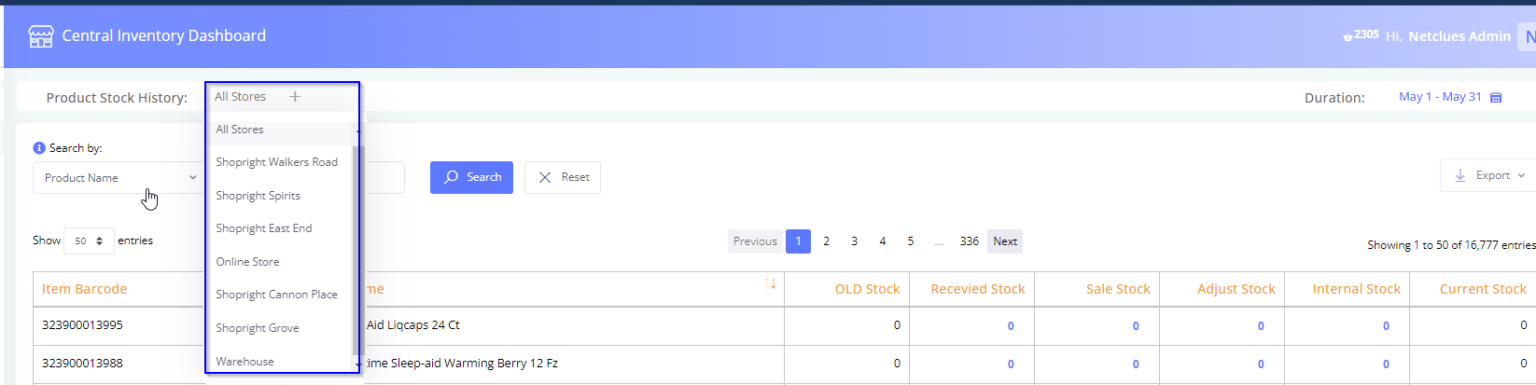 Central Inventory Dashboard
2305 Hi, Netclues Admin N
Product Stock History:
All Stores
Duration:
May 1 - May 31
All Stores
Shopright Walkers Road
Shopright Spirits
Shopright East End
Online Store
Shopright Cannon Place
Shopright Grove
Warehouse
Search by:
Product Name
Search
Reset
Export
Show 50 entries
Previous 1 2 3 4 5 ... 336 Next
Showing 1 to 50 of 16,777 entries
Item Barcode me OLD Stock Recevied Stock Sale Stock Adjust Stock Internal Stock Current Stock
323900013995 Aid Liqcaps 24 Ct 0 0 0 0 0 0
323900013988 time Sleep-aid Warming Berry 12 Fz 0 0 0 0 0 0